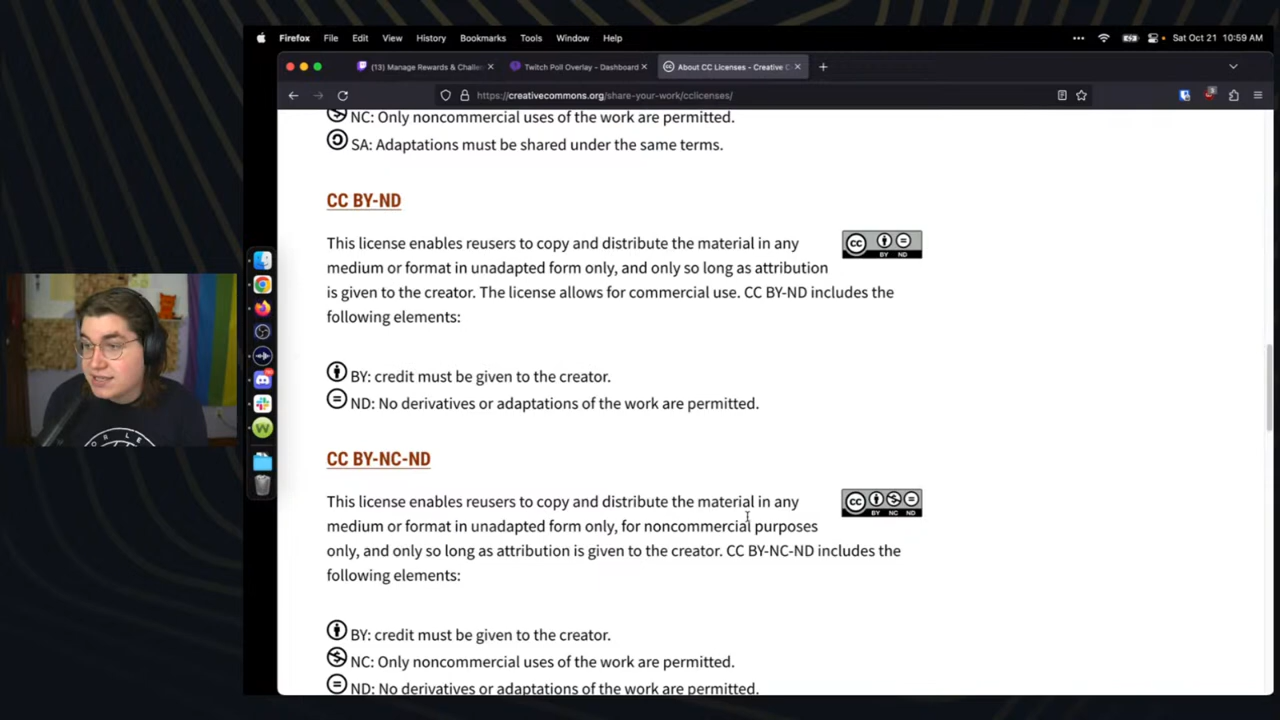 Firefox File Edit View History Bookmarks Tools Window Help Sat Oct 21 10:59 AM
(13) Manage Rewards & Challe Twitch Poll Overlay - Dashboard About CC Licenses - Creative C
https://creativecommons.org/share-your-work/cclicenses/
NC: Only noncommercial uses of the work are permitted.
SA: Adaptations must be shared under the same terms.
CC BY-ND
This license enables reusers to copy and distribute the material in any
medium or format in unadapted form only, and only so long as attribution
is given to the creator. The license allows for commercial use. CC BY-ND includes the
following elements:
CC BY ND
BY: credit must be given to the creator.
ND: No derivatives or adaptations of the work are permitted.
CC BY-NC-ND
This license enables reusers to copy and distribute the material in any
medium or format in unadapted form only, for noncommercial purposes
only, and only so long as attribution is given to the creator. CC BY-NC-ND includes the
following elements:
CC BY NC ND
BY: credit must be given to the creator.
NC: Only noncommercial uses of the work are permitted.
ND: No derivatives or adaptations of the work are permitted.